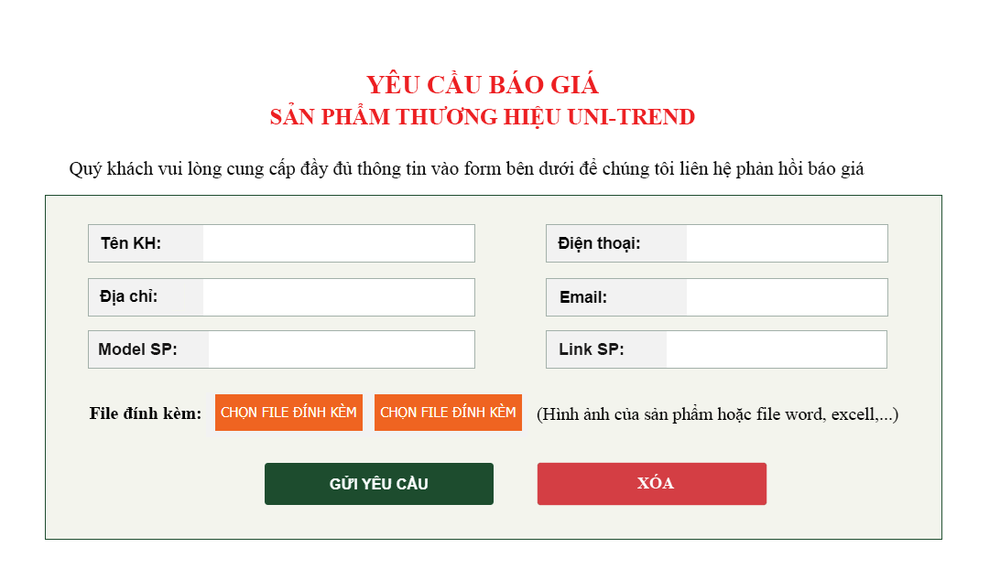 YÊU CẦU BÁO GIÁ
SẢN PHẨM THƯƠNG HIỆU UNI-TREND
Quý khách vui lòng cung cấp đầy đủ thông tin vào form bên dưới để chúng tôi liên hệ phản hồi báo giá
Tên KH: Điện thoại:
Địa chỉ: Email:
Model SP: Link SP:
File đính kèm: CHỌN FILE ĐÍNH KÈM CHỌN FILE ĐÍNH KÈM (Hình ảnh của sản phẩm hoặc file word, excell,...)
GỬI YÊU CẦU XÓA